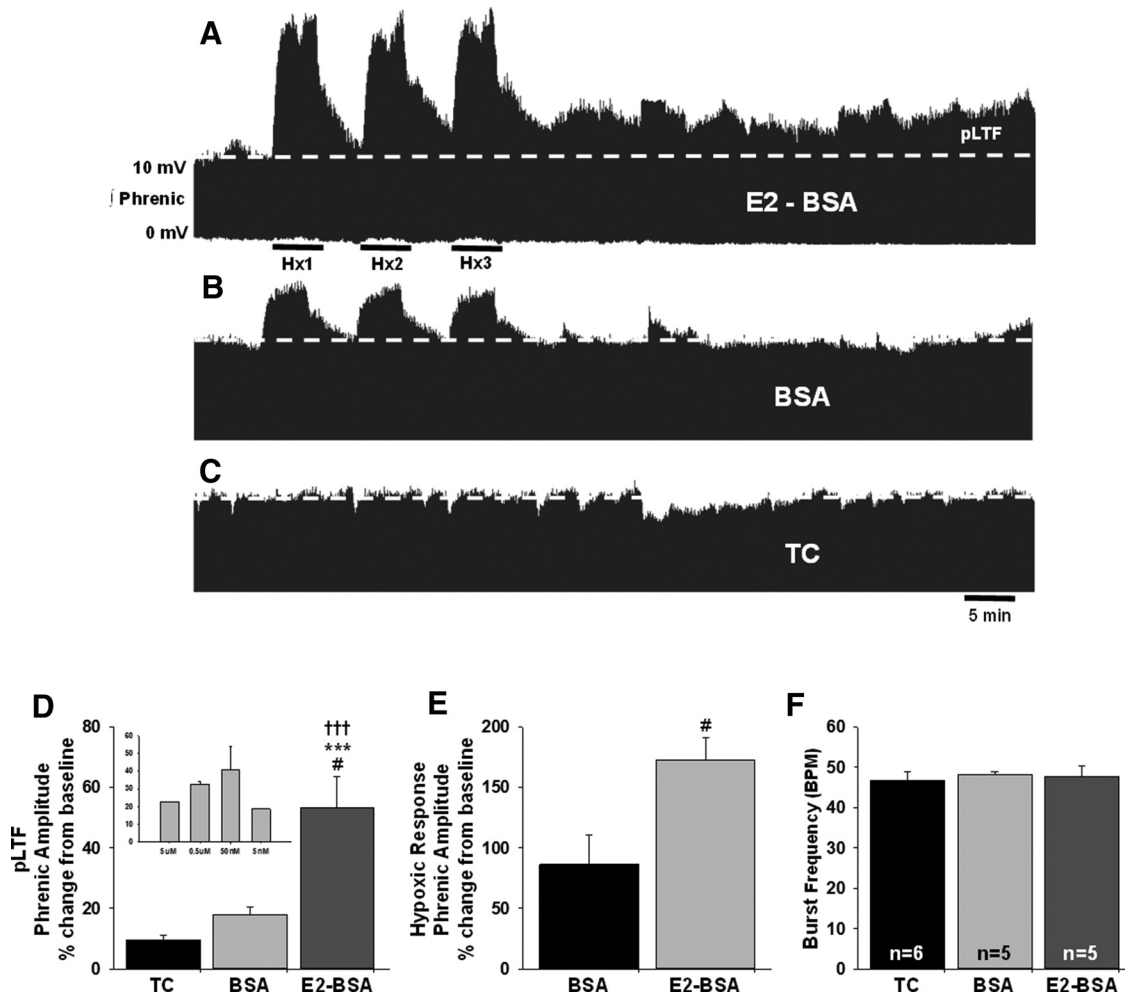 A
10 mV
∫ Phrenic
0 mV
pLTF
E2 - BSA
Hx1 Hx2 Hx3
B
BSA
C
TC
5 min
D
pLTF
Phrenic Amplitude
% change from baseline
80
60
40
20
0
60
50
40
30
20
10
0
5 uM 0.5uM 50 nM 5 nM
†††
***
#
TC BSA E2-BSA
E
Hypoxic Response
Phrenic Amplitude
% change from baseline
200
150
100
50
0
#
BSA E2-BSA
F
Burst Frequency (BPM)
60
50
40
30
20
10
0
n=6 n=5 n=5
TC BSA E2-BSA